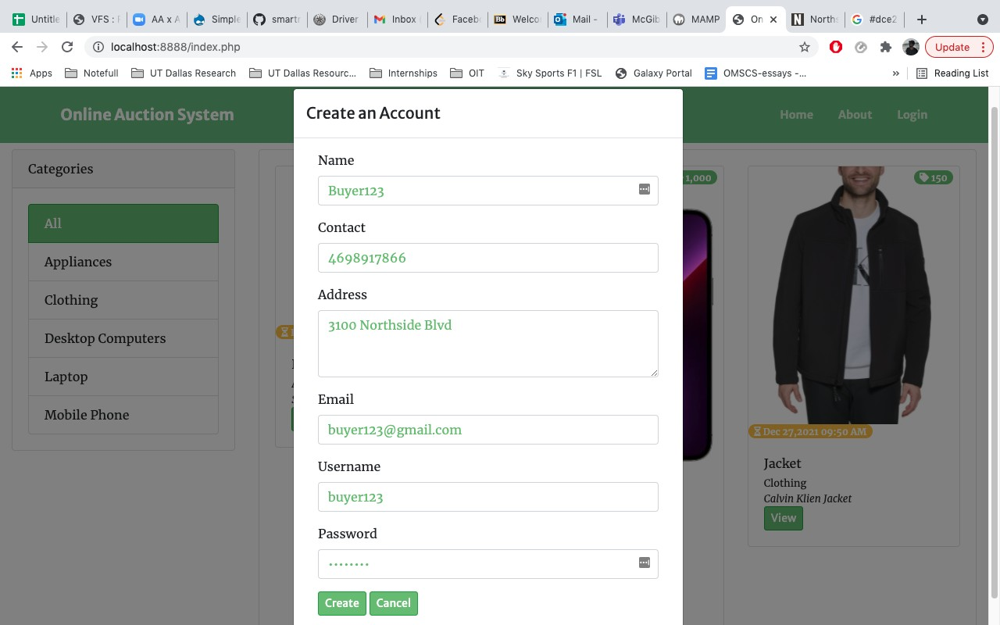 Untitle
VFS : F
AA x A
Simple
smartr
Driver
Inbox
Faceb
Welco
Mail -
McGib
MAMP
On
North
#dce2
localhost:8888/index.php
Update
Apps
Notefull
UT Dallas Research
UT Dallas Resourc...
Internships
OIT
Sky Sports F1 | FSL
Galaxy Portal
OMSCS-essays -...
»
Reading List
Online Auction System
Home
About
Login
Categories
All
Appliances
Clothing
Desktop Computers
Laptop
Mobile Phone
Create an Account
Name
Buyer123
Contact
4698917866
Address
3100 Northside Blvd
Email
buyer123@gmail.com
Username
buyer123
Password
••••••••
Create
Cancel
1,000
150
Dec 27,2021 09:50 AM
Jacket
Clothing
Calvin Klien Jacket
View